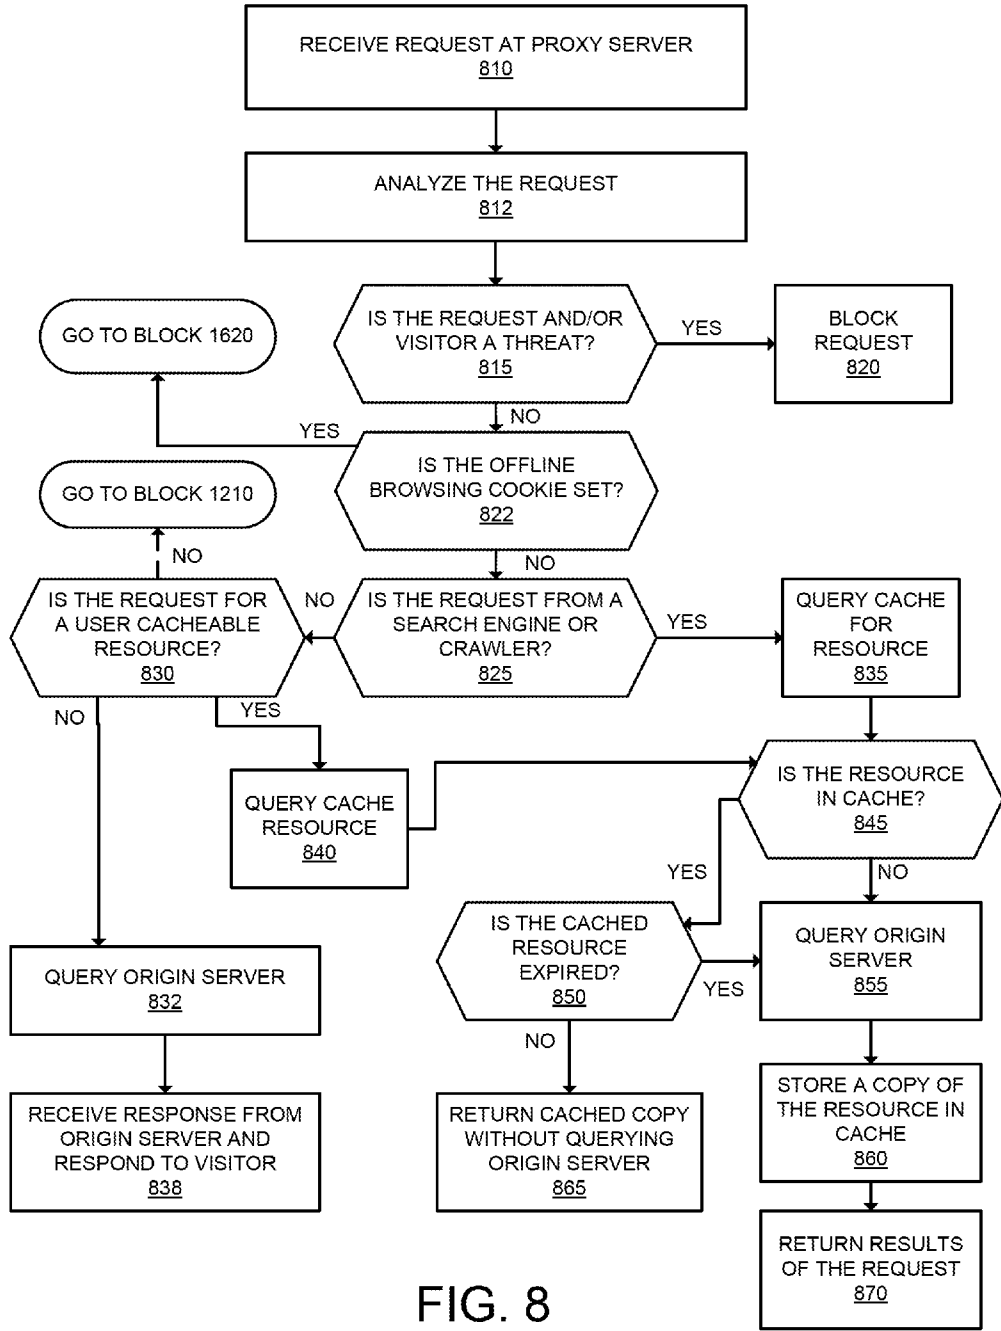 RECEIVE REQUEST AT PROXY SERVER
810
ANALYZE THE REQUEST
812
IS THE REQUEST AND/OR
VISITOR A THREAT?
815
YES
BLOCK
REQUEST
820
GO TO BLOCK 1620
NO
YES
IS THE OFFLINE
BROWSING COOKIE SET?
822
GO TO BLOCK 1210
NO
NO
IS THE REQUEST FOR
A USER CACHEABLE
RESOURCE?
830
NO
IS THE REQUEST FROM A
SEARCH ENGINE OR
CRAWLER?
825
YES
QUERY CACHE
FOR
RESOURCE
835
NO
YES
QUERY CACHE
RESOURCE
840
IS THE RESOURCE
IN CACHE?
845
YES
NO
IS THE CACHED
RESOURCE
EXPIRED?
850
YES
QUERY ORIGIN
SERVER
855
QUERY ORIGIN SERVER
832
NO
RECEIVE RESPONSE FROM
ORIGIN SERVER AND
RESPOND TO VISITOR
838
RETURN CACHED COPY
WITHOUT QUERYING
ORIGIN SERVER
865
STORE A COPY OF
THE RESOURCE IN
CACHE
860
RETURN RESULTS
OF THE REQUEST
870
FIG. 8